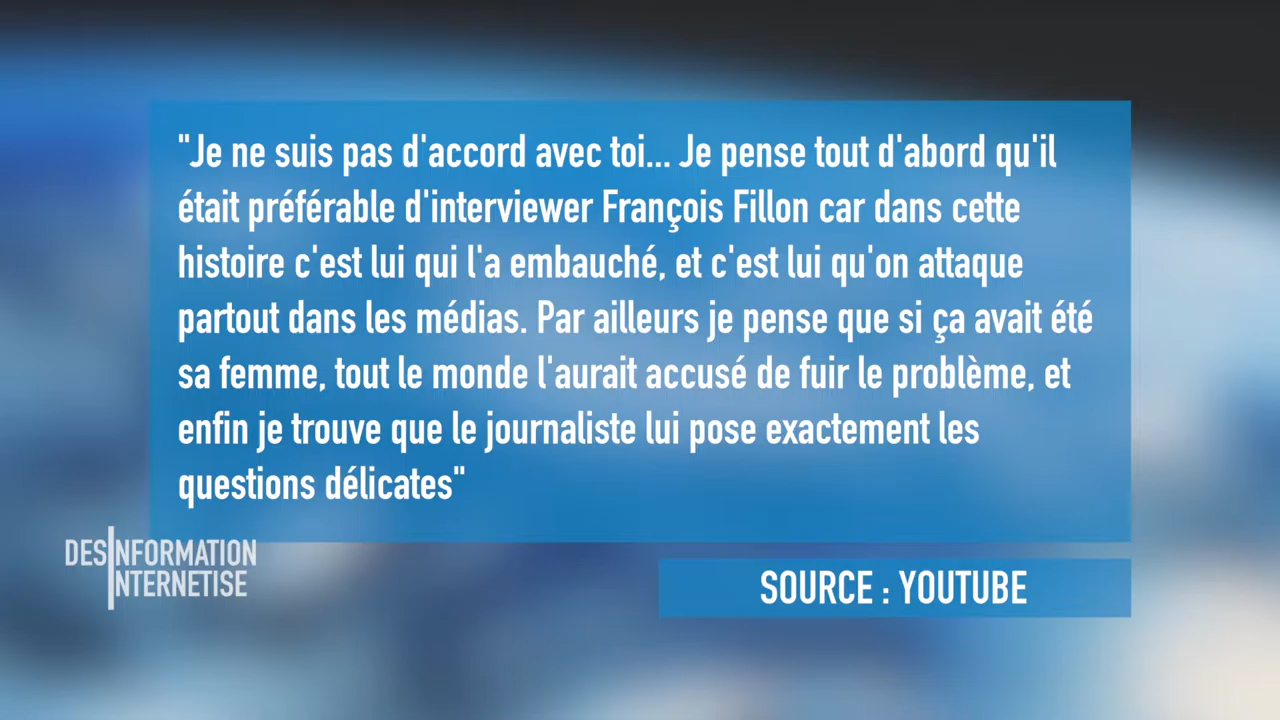 "Je ne suis pas d'accord avec toi... Je pense tout d'abord qu'il
était préférable d'interviewer François Fillon car dans cette
histoire c'est lui qui l'a embauché, et c'est lui qu'on attaque
partout dans les médias. Par ailleurs je pense que si ça avait été
sa femme, tout le monde l'aurait accusé de fuir le problème, et
enfin je trouve que le journaliste lui pose exactement les
questions délicates"
DESINFORMATION
INTERNETISE
SOURCE : YOUTUBE